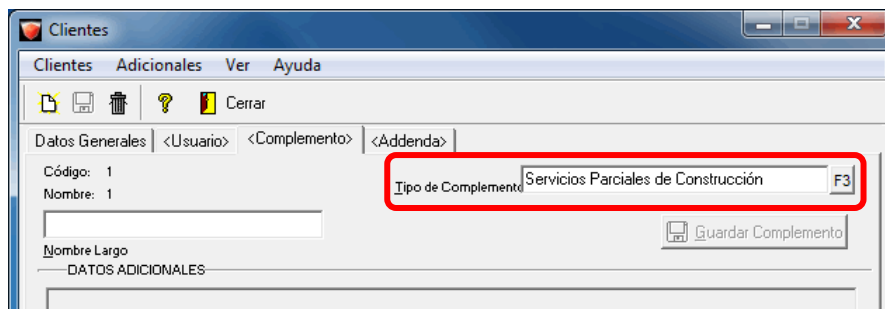 Clientes
Clientes Adicionales Ver Ayuda
Cerrar
Datos Generales <Usuario> <Complemento> <Addenda>
Código: 1
Tipo de Complemento Servicios Parciales de Construcción F3
Nombre: 1
Guardar Complemento
Nombre Largo
DATOS ADICIONALES